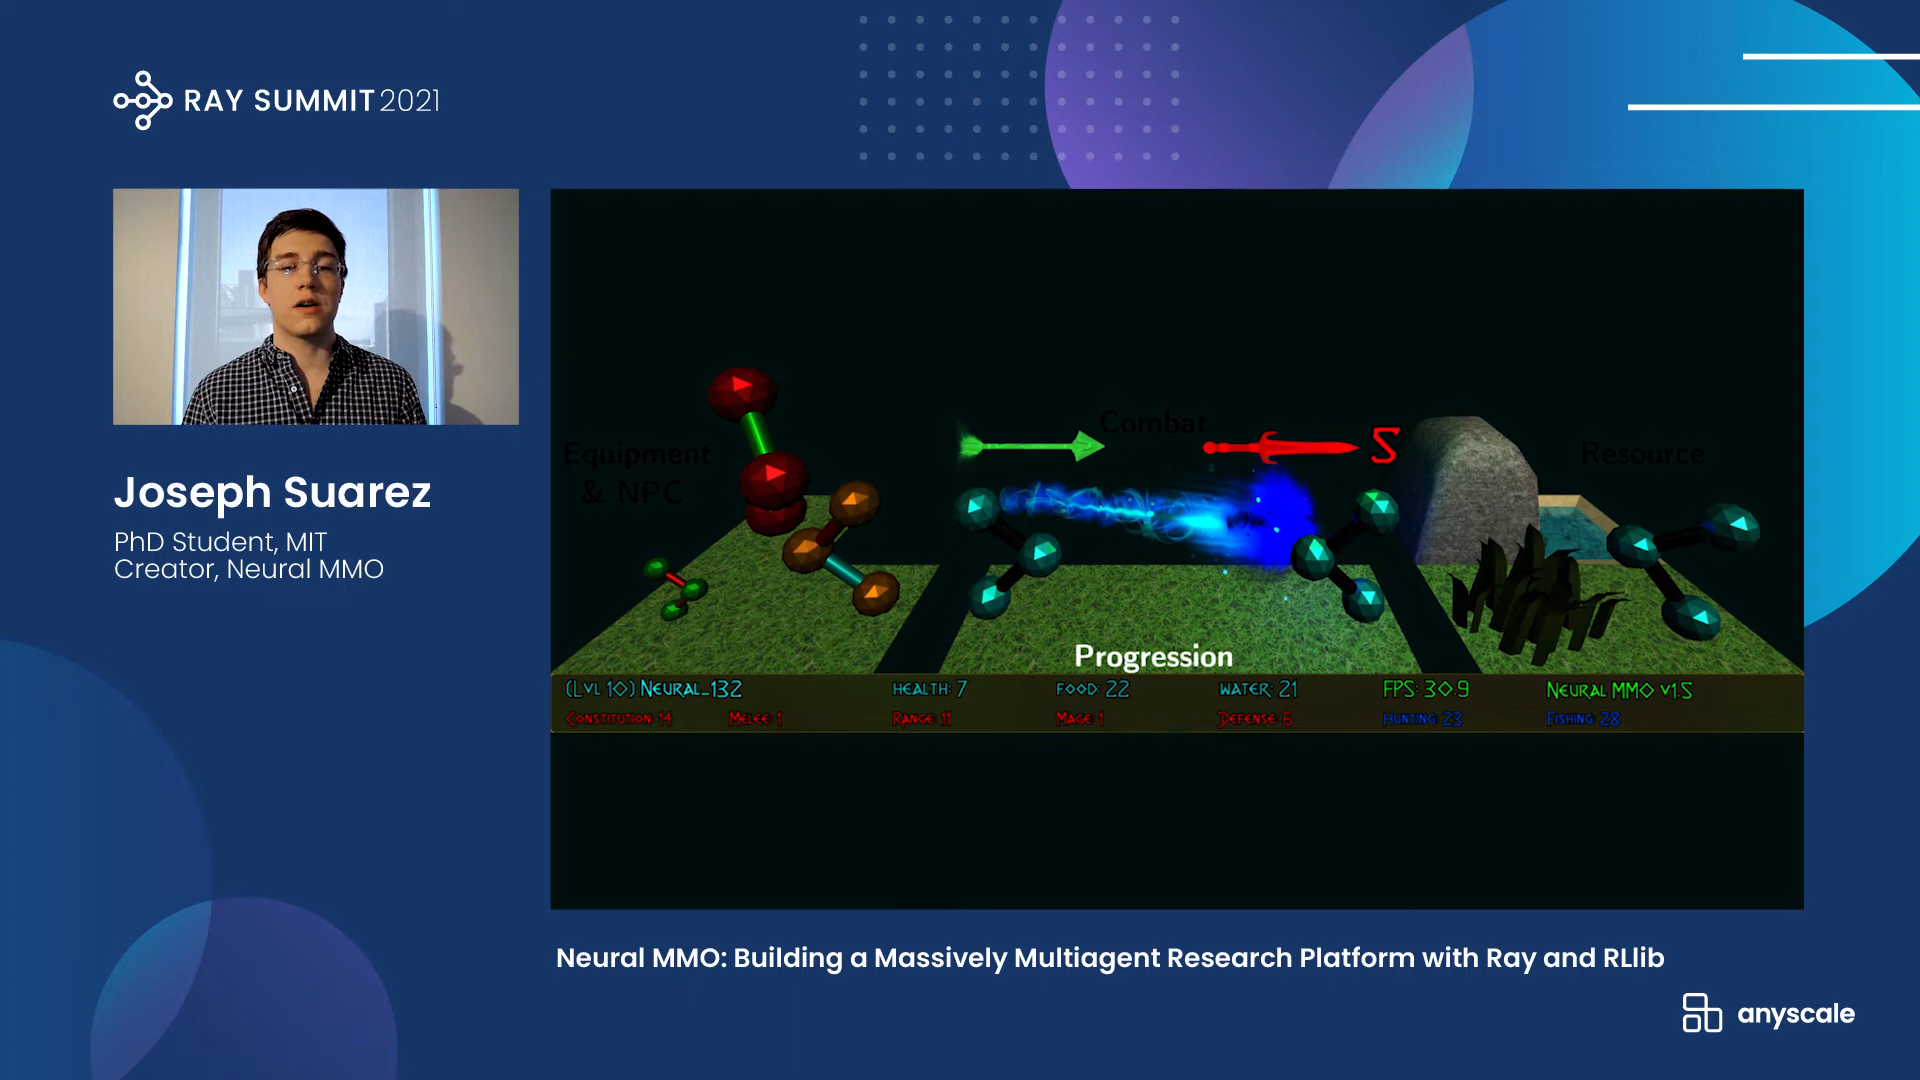 RAY SUMMIT 2021
Joseph Suarez
PhD Student, MIT
Creator, Neural MMO
Equipment
& NPC
Combat
S
Resource
Progression
(LVL 10) NEURAL_132 HEALTH: 7 FOOD: 22 WATER: 21 FPS: 30.9 NEURAL MMO V1.5
CONSTITUTION: 14 MELEE: 1 RANGE: 11 MAGE: 1 DEFENSE: 6 HUNTING: 23 FISHING: 28
Neural MMO: Building a Massively Multiagent Research Platform with Ray and RLlib
anyscale